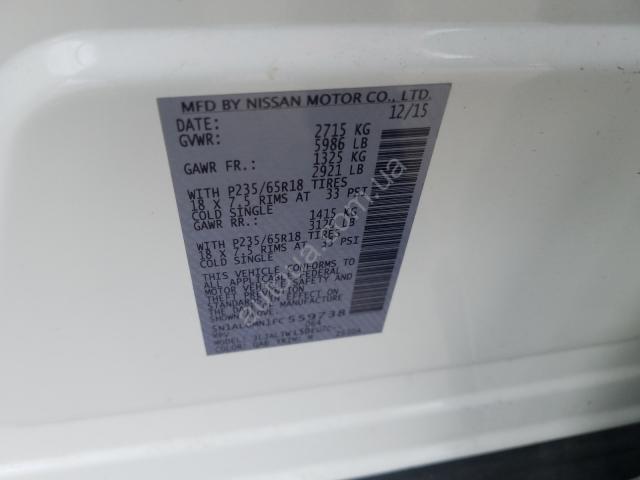 MFD BY NISSAN MOTOR CO., LTD.
DATE: 12/15
GVWR: 2715 KG
5986 LB
GAWR FR.: 1325 KG
2921 LB
WITH P235/65R18 TIRES
18 X 7.5 RIMS AT 33 PSI
COLD SINGLE
GAWR RR.: 1415 KG
3120 LB
WITH P235/65R18 TIRES
18 X 7.5 RIMS AT 33 PSI
COLD SINGLE
THIS VEHICLE CONFORMS TO
ALL APPLICABLE FEDERAL
MOTOR VEHICLE SAFETY AND
THEFT PREVENTION
STANDARDS IN EFFECT ON
THE DATE OF MANUFACTURE
SHOWN ABOVE.
559738
MPV
MODEL:
COLOR: TRIM: